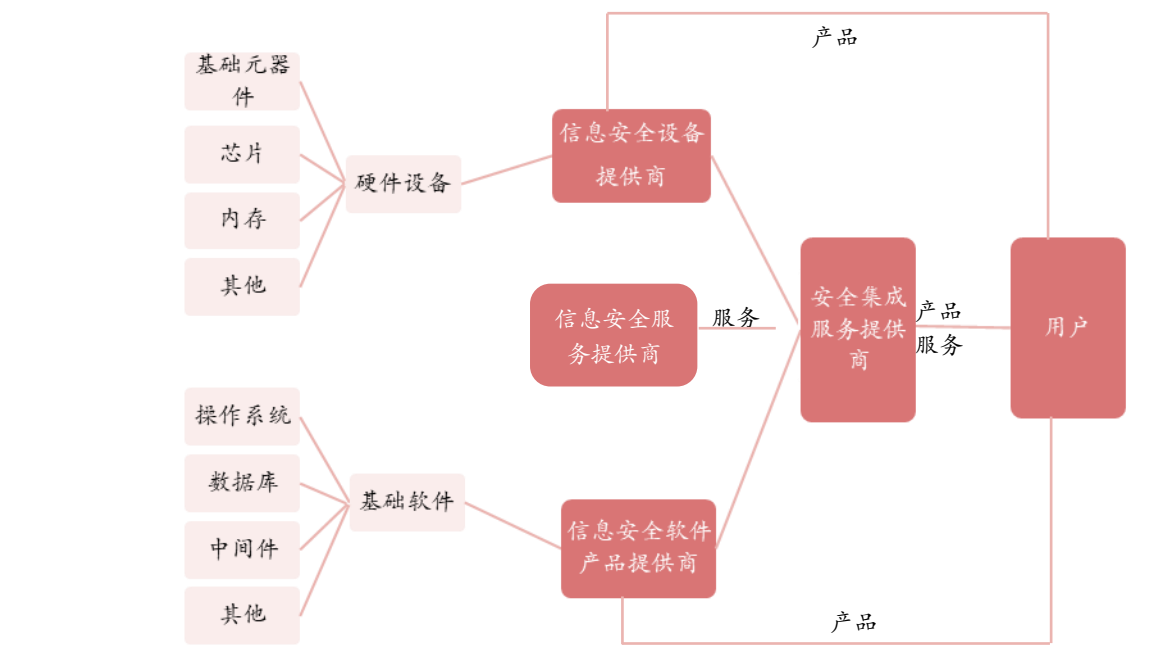 产品
基础元器
件
信息安全设备
提供商
芯片
硬件设备
内存
其他
信息安全服
务提供商
服务
安全集成
服务提供
商
产品
服务
用户
操作系统
数据库
基础软件
中间件
其他
信息安全软件
产品提供商
产品